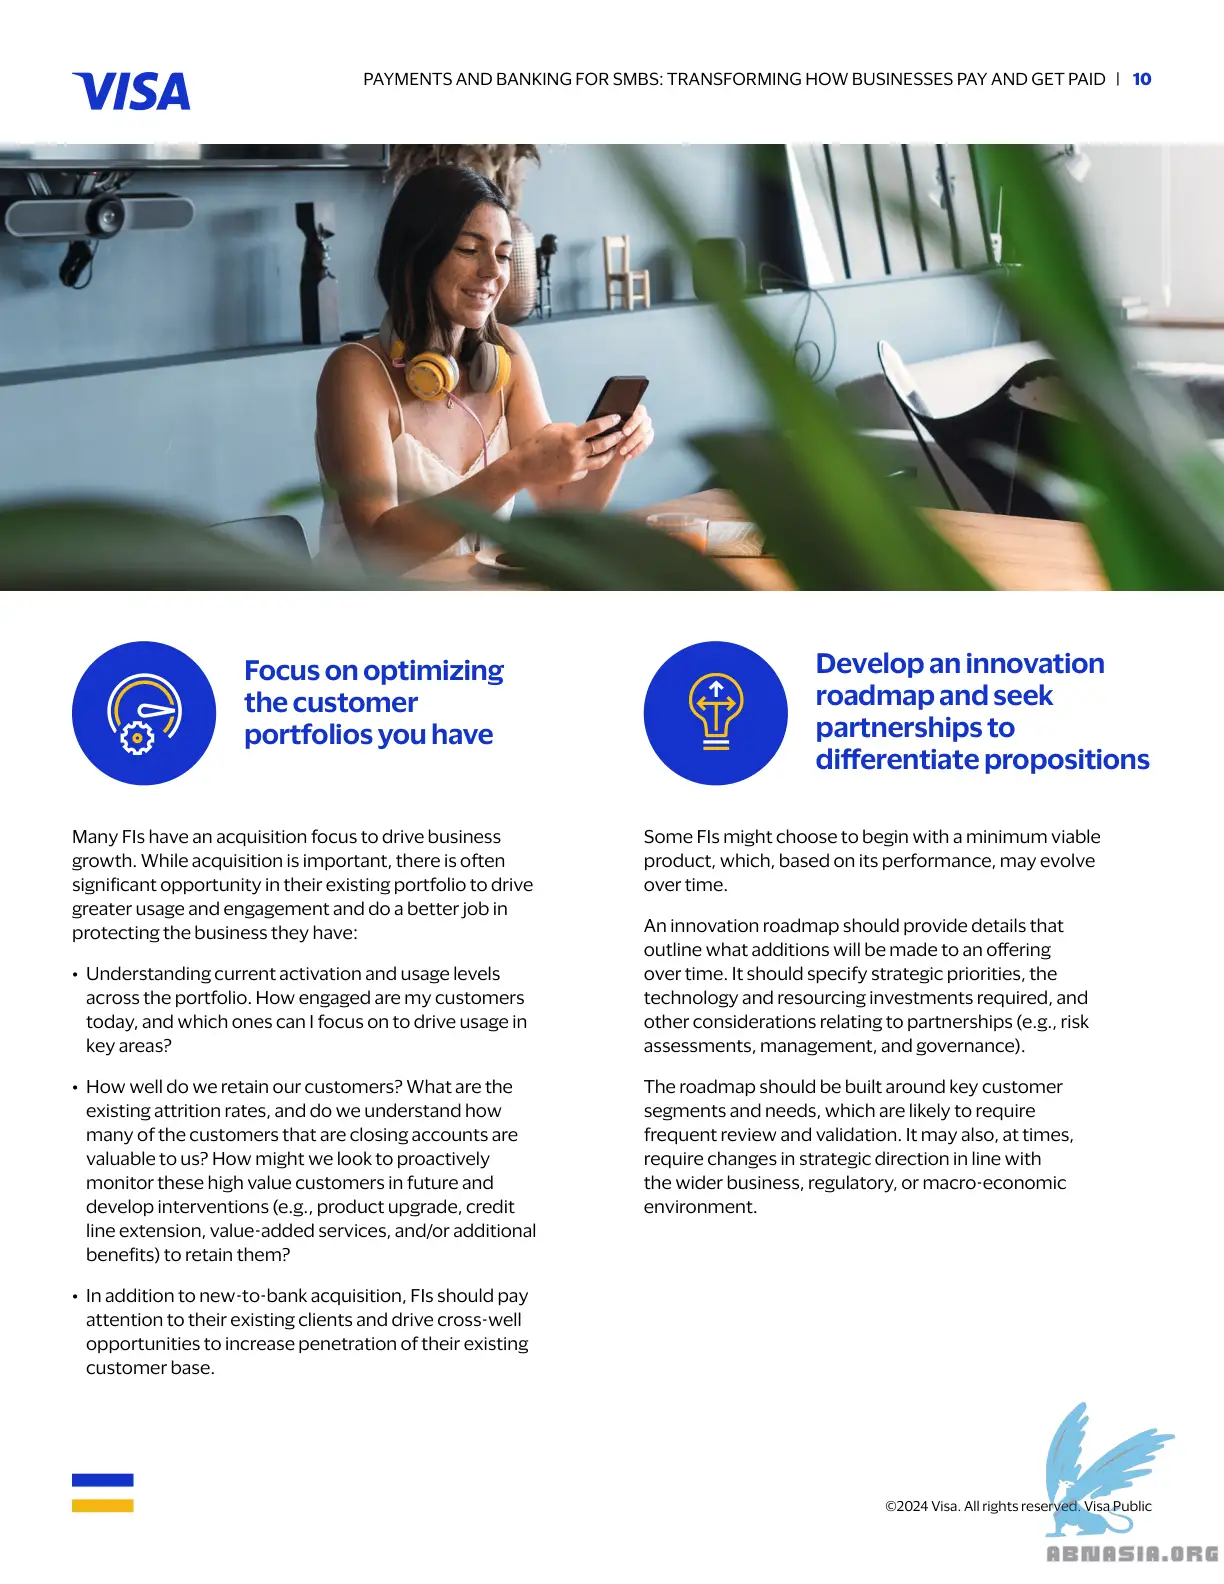 VISA
PAYMENTS AND BANKING FOR SMBS: TRANSFORMING HOW BUSINESSES PAY AND GET PAID | 10
Focus on optimizing
the customer
portfolios you have
Many FIs have an acquisition focus to drive business
growth. While acquisition is important, there is often
significant opportunity in their existing portfolio to drive
greater usage and engagement and do a better job in
protecting the business they have:
• Understanding current activation and usage levels
across the portfolio. How engaged are my customers
today, and which ones can I focus on to drive usage in
key areas?
• How well do we retain our customers? What are the
existing attrition rates, and do we understand how
many of the customers that are closing accounts are
valuable to us? How might we look to proactively
monitor these high value customers in future and
develop interventions (e.g., product upgrade, credit
line extension, value-added services, and/or additional
benefits) to retain them?
• In addition to new-to-bank acquisition, FIs should pay
attention to their existing clients and drive cross-well
opportunities to increase penetration of their existing
customer base.
Develop an innovation
roadmap and seek
partnerships to
differentiate propositions
Some FIs might choose to begin with a minimum viable
product, which, based on its performance, may evolve
over time.
An innovation roadmap should provide details that
outline what additions will be made to an offering
over time. It should specify strategic priorities, the
technology and resourcing investments required, and
other considerations relating to partnerships (e.g., risk
assessments, management, and governance).
The roadmap should be built around key customer
segments and needs, which are likely to require
frequent review and validation. It may also, at times,
require changes in strategic direction in line with
the wider business, regulatory, or macro-economic
environment.
©2024 Visa. All rights reserved. Visa Public
ABNASIA.ORG